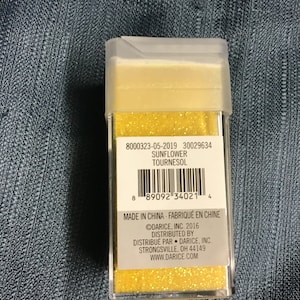 8000323-05-2019 30029634
SUNFLOWER
TOURNESOL
8 89092 34021 4
MADE IN CHINA · FABRIQUÉ EN CHINE
©DARICE, INC. 2016
DISTRIBUTED BY
DISTRIBUÉ PAR • DARICE, INC.
STRONGSVILLE, OH 44149
WWW.DARICE.COM